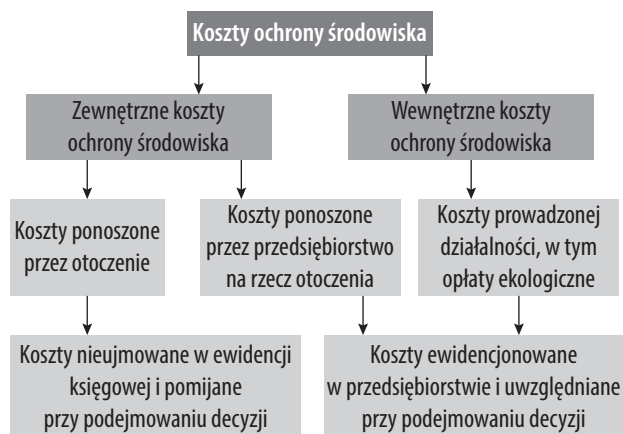 Koszty ochrony środowiska
Zewnętrzne koszty
ochrony środowiska
Wewnętrzne koszty
ochrony środowiska
Koszty ponoszone
przez otoczenie
Koszty ponoszone
przez przedsiębiorstwo
na rzecz otoczenia
Koszty prowadzonej
działalności, w tym
opłaty ekologiczne
Koszty nieujmowane w ewidencji
księgowej i pomijane
przy podejmowaniu decyzji
Koszty ewidencjonowane
w przedsiębiorstwie i uwzględniane
przy podejmowaniu decyzji